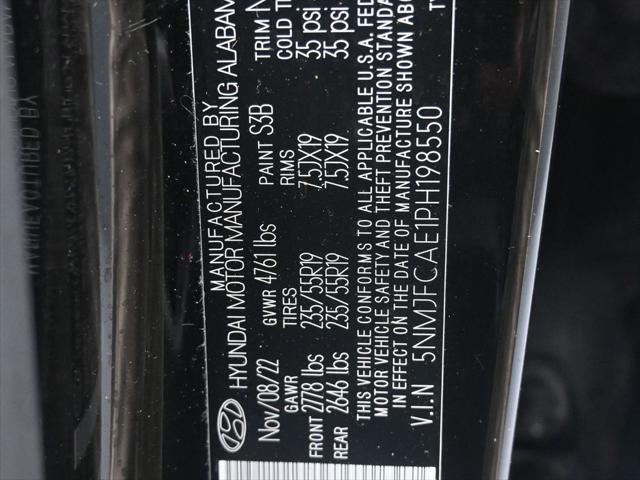 MANUFACTURED BY
HYUNDAI MOTOR MANUFACTURING ALABAM
Nov/08/22 GVWR 4761 lbs PAINT S3B TRIM N
GAWR TIRES RIMS COLD T
FRONT 2778 lbs 235/55R19 7.5JX19 35 psi
REAR 2646 lbs 235/55R19 7.5JX19 35 psi
THIS VEHICLE CONFORMS TO ALL APPLICABLE U.S.A. FED
MOTOR VEHICLE SAFETY AND THEFT PREVENTION STANDA
IN EFFECT ON THE DATE OF MANUFACTURE SHOWN ABOV
V.I.N 5NMJFCAE1PH198550